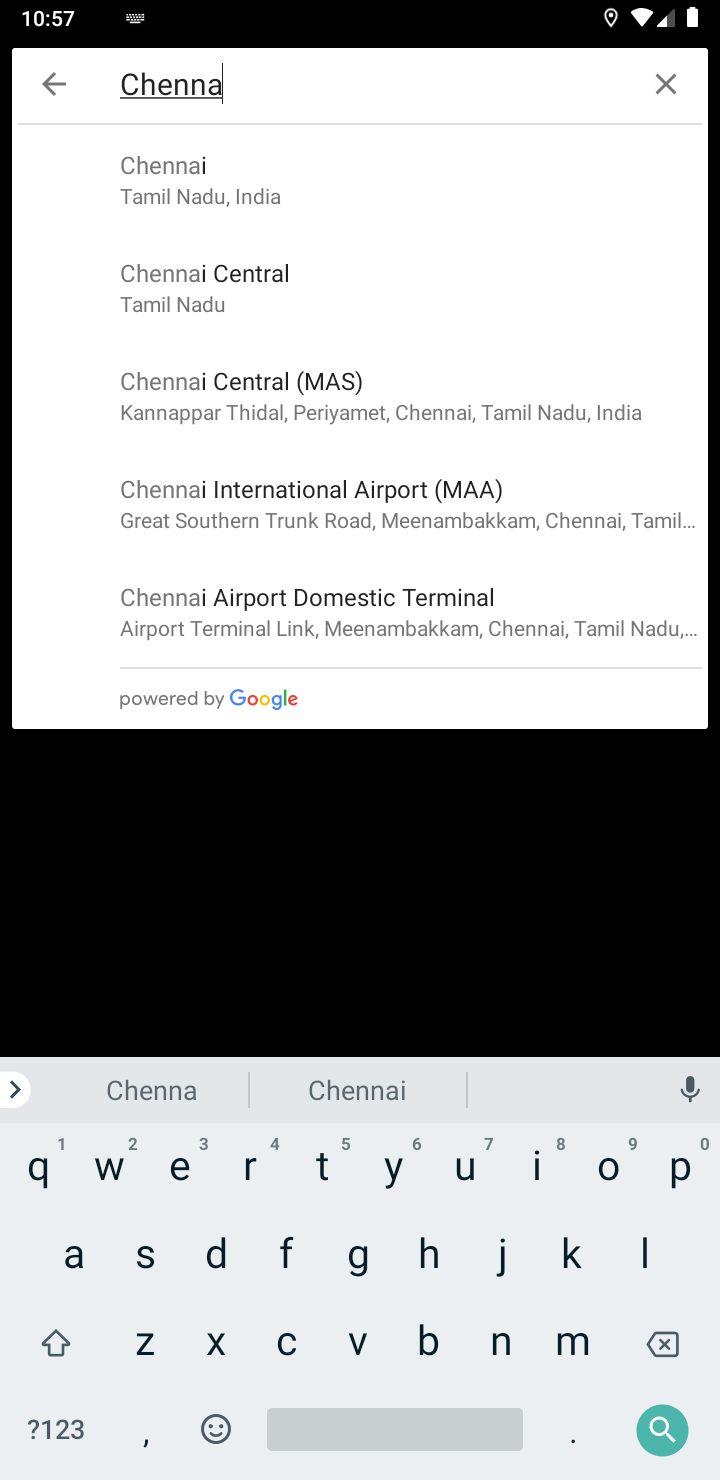 10:57
Chenna
Chennai
Tamil Nadu, India
Chennai Central
Tamil Nadu
Chennai Central (MAS)
Kannappar Thidal, Periyamet, Chennai, Tamil Nadu, India
Chennai International Airport (MAA)
Great Southern Trunk Road, Meenambakkam, Chennai, Tamil...
Chennai Airport Domestic Terminal
Airport Terminal Link, Meenambakkam, Chennai, Tamil Nadu,...
powered by Google
Chenna Chennai
1 2 3 4 5 6 7 8 9 0
q w e r t y u i o p
a s d f g h j k l
z x c v b n m
?123 , .